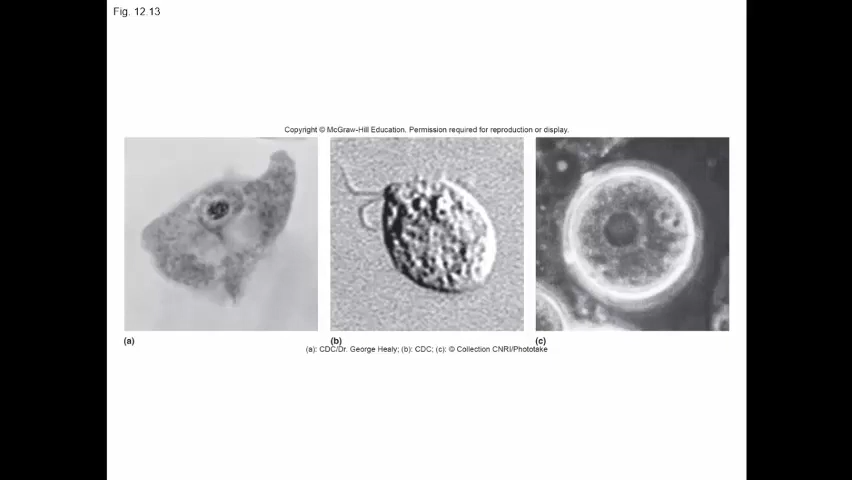 Fig. 12.13
Copyright © McGraw-Hill Education. Permission required for reproduction or display.
(a)
(b)
(c)
(a): CDC/Dr. George Healy; (b): CDC; (c): © Collection CNRI/Phototake